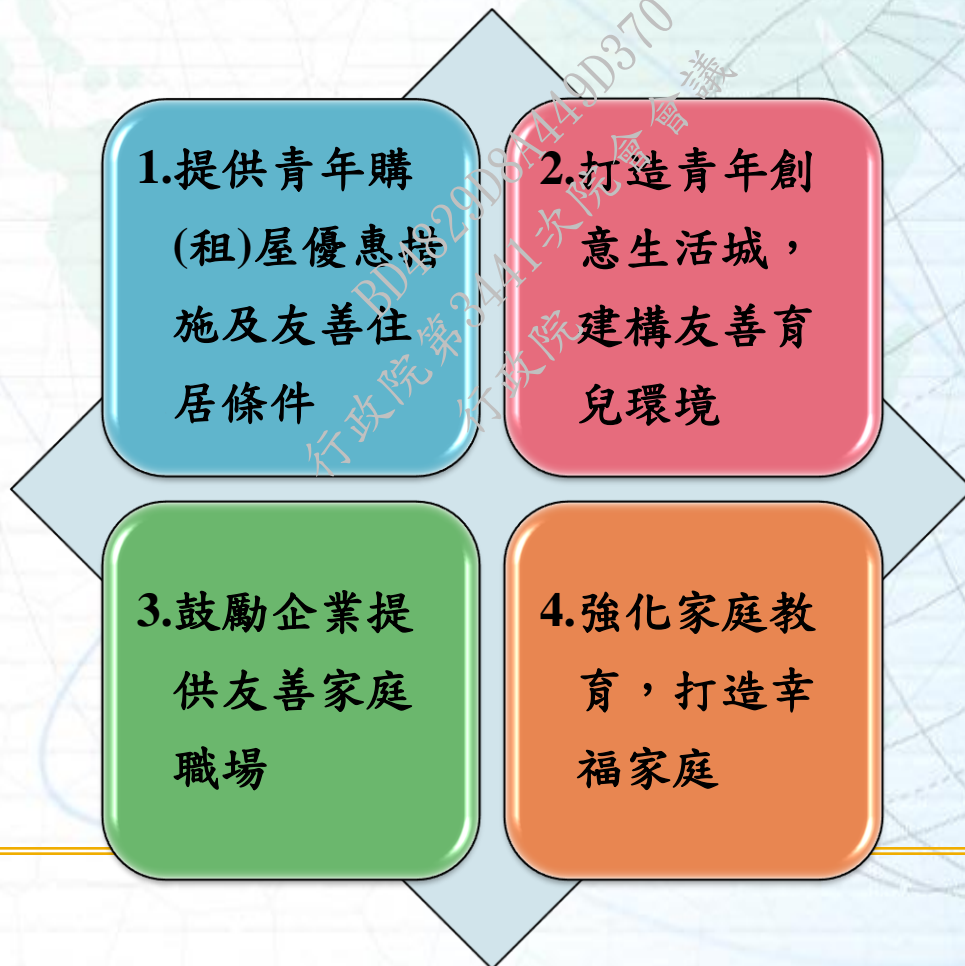 1.提供青年購
(租)屋優惠措
施及友善住
居條件
2.打造青年創
意生活城，
建構友善育
兒環境
3.鼓勵企業提
供友善家庭
職場
4.強化家庭教
育，打造幸
福家庭
BD4829D8A449D370
行政院第3441次院會會議
行政院